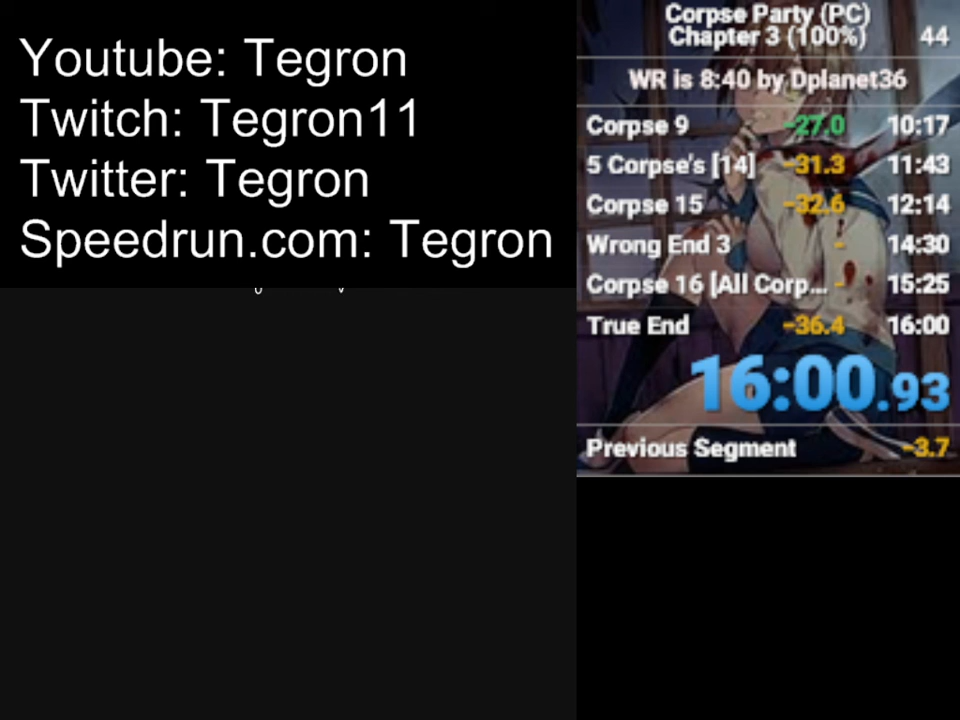 Youtube: Tegron
Twitch: Tegron11
Twitter: Tegron
Speedrun.com: Tegron
Corpse Party (PC)
Chapter 3 (100%) 44
WR is 8:40 by Dplanet36
Corpse 9 -27.0 10:17
5 Corpse's [14] -31.3 11:43
Corpse 15 -32.6 12:14
Wrong End 3 - 14:30
Corpse 16 [All Corp... - 15:25
True End -36.4 16:00
16:00.93
Previous Segment -3.7